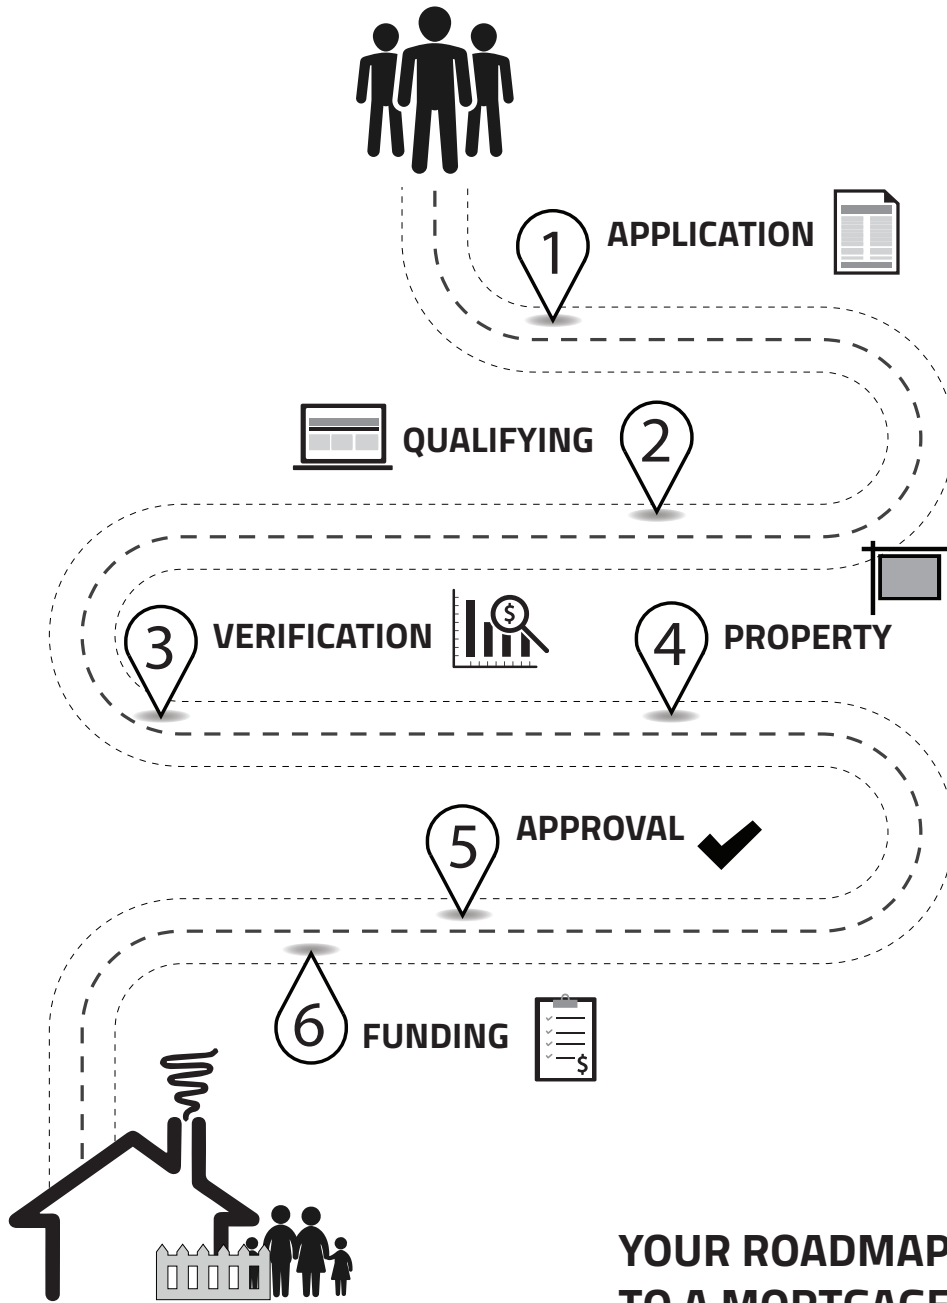 1 APPLICATION
QUALIFYING 2
3 VERIFICATION $ 4 PROPERTY
5 APPROVAL
6 FUNDING $
YOUR ROADMAP
TO A MORTGAGE